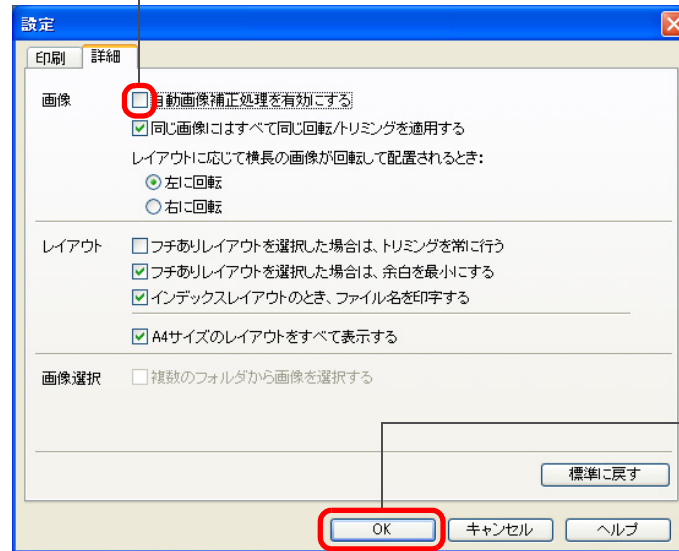 設定
印刷 詳細
画像 自動画像補正処理を有効にする
同じ画像にはすべて同じ回転/トリミングを適用する
レイアウトに応じて横長の画像が回転して配置されるとき:
左に回転
右に回転
レイアウト フチありレイアウトを選択した場合は、トリミングを常に行う
フチありレイアウトを選択した場合は、余白を最小にする
インデックスレイアウトのとき、ファイル名を印字する
A4サイズのレイアウトをすべて表示する
画像選択 複数のフォルダから画像を選択する
標準に戻す
OK キャンセル ヘルプ